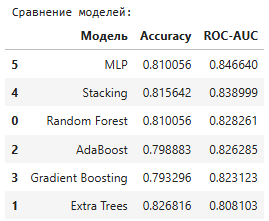 Сравнение моделей:
Модель Accuracy ROC-AUC
5 MLP 0.810056 0.846640
4 Stacking 0.815642 0.838999
0 Random Forest 0.810056 0.828261
2 AdaBoost 0.798883 0.826285
3 Gradient Boosting 0.793296 0.823123
1 Extra Trees 0.826816 0.808103